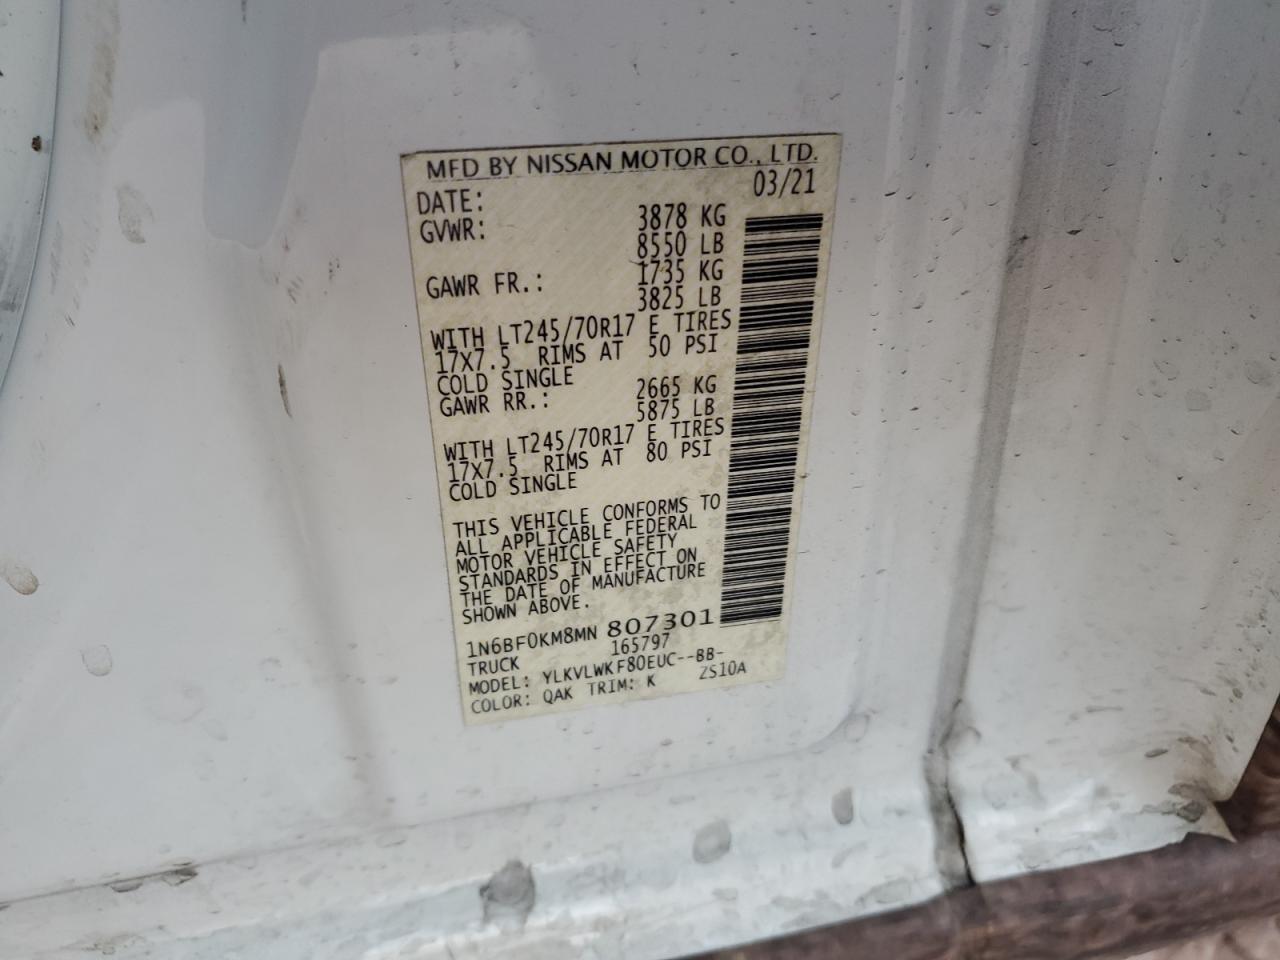 MFD BY NISSAN MOTOR CO., LTD.
DATE: 03/21
GVWR: 3878 KG
8550 LB
GAWR FR.: 1735 KG
3825 LB
WITH LT245/70R17 E TIRES
17X7.5 RIMS AT 50 PSI
COLD SINGLE
GAWR RR.: 2665 KG
5875 LB
WITH LT245/70R17 E TIRES
17X7.5 RIMS AT 80 PSI
COLD SINGLE
THIS VEHICLE CONFORMS TO
ALL APPLICABLE FEDERAL
MOTOR VEHICLE SAFETY
STANDARDS IN EFFECT ON
THE DATE OF MANUFACTURE
SHOWN ABOVE.
1N6BF0KM8MN 807301
TRUCK 165797
MODEL: YLKVLWKF80EUC--BB-
COLOR: QAK TRIM: K ZS10A